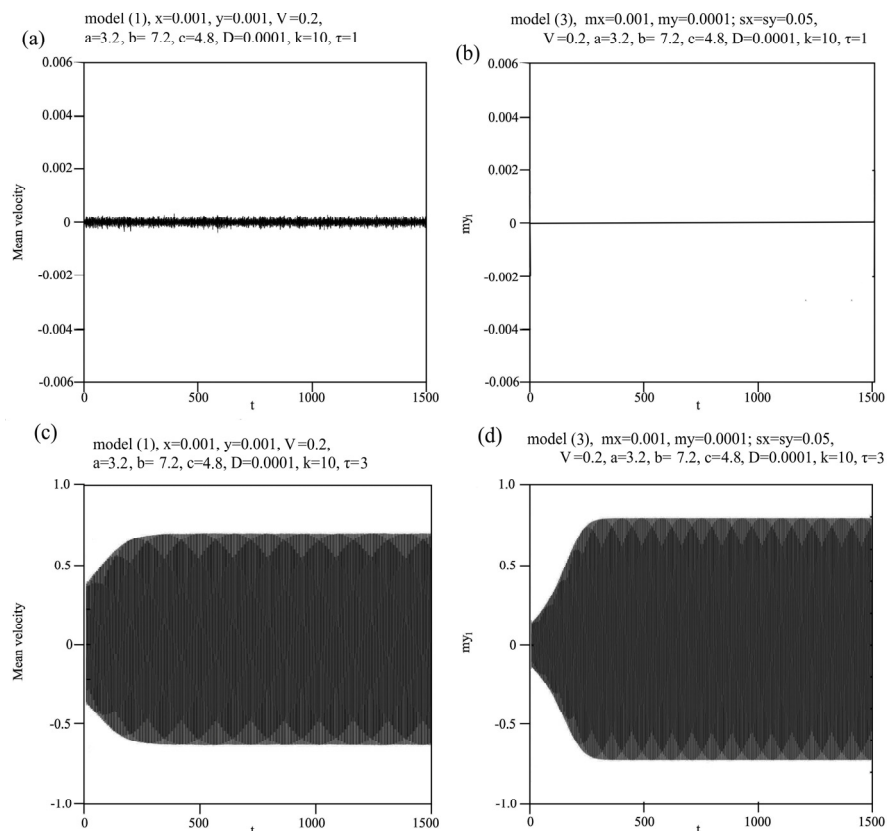 model (1), x=0.001, y=0.001, V=0.2,
a=3.2, b= 7.2, c=4.8, D=0.0001, k=10, τ=1
(a)
0.006
0.004
0.002
0
-0.002
-0.004
-0.006
Mean velocity
0 500 1000 1500
t
model (3), mx=0.001, my=0.0001; sx=sy=0.05,
V=0.2, a=3.2, b= 7.2, c=4.8, D=0.0001, k=10, τ=1
(b)
0.006
0.004
0.002
0
-0.002
-0.004
-0.006
my₁
0 500 1000 1500
t
(c)
model (1), x=0.001, y=0.001, V=0.2,
a=3.2, b= 7.2, c=4.8, D=0.0001, k=10, τ=3
1.0
0.5
0
-0.5
-1.0
Mean velocity
0 500 1000 1500
t
(d)
model (3), mx=0.001, my=0.0001; sx=sy=0.05,
V=0.2, a=3.2, b= 7.2, c=4.8, D=0.0001, k=10, τ=3
1.0
0.5
0
-0.5
-1.0
my₁
0 500 1000 1500
t